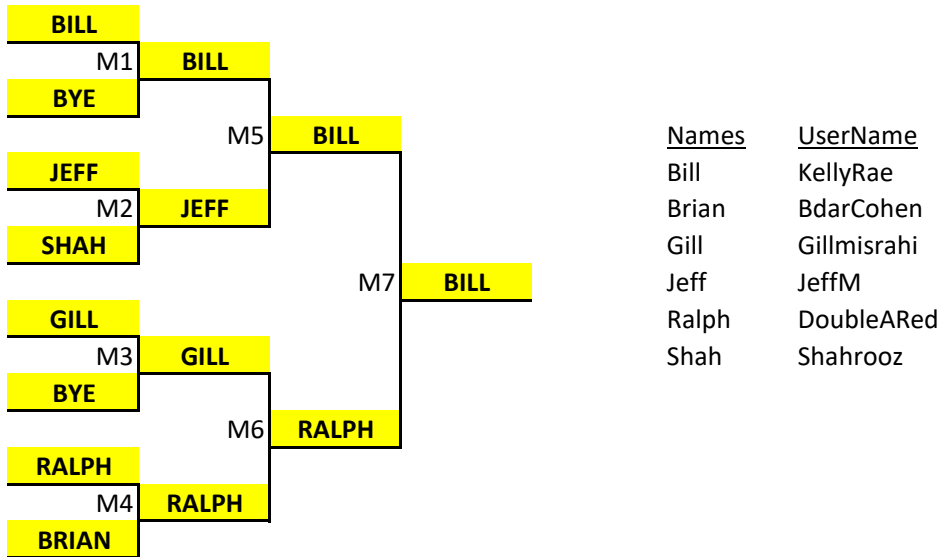 BILL
M1 BILL
BYE
M5 BILL
JEFF
M2 JEFF
SHAH
M7 BILL
GILL
M3 GILL
BYE
M6 RALPH
RALPH
M4 RALPH
BRIAN
Names UserName
Bill KellyRae
Brian BdarCohen
Gill Gillmisrahi
Jeff JeffM
Ralph DoubleARed
Shah Shahrooz